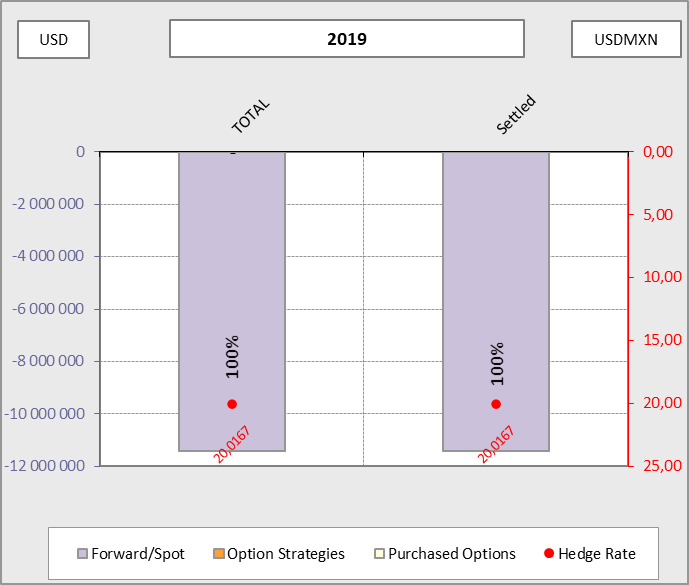 USD
2019
USDMXN
TOTAL
Settled
0
-2 000 000
-4 000 000
-6 000 000
-8 000 000
-10 000 000
-12 000 000
0,00
5,00
10,00
15,00
20,00
25,00
100%
100%
20,0167
20,0167
Forward/Spot
Option Strategies
Purchased Options
Hedge Rate